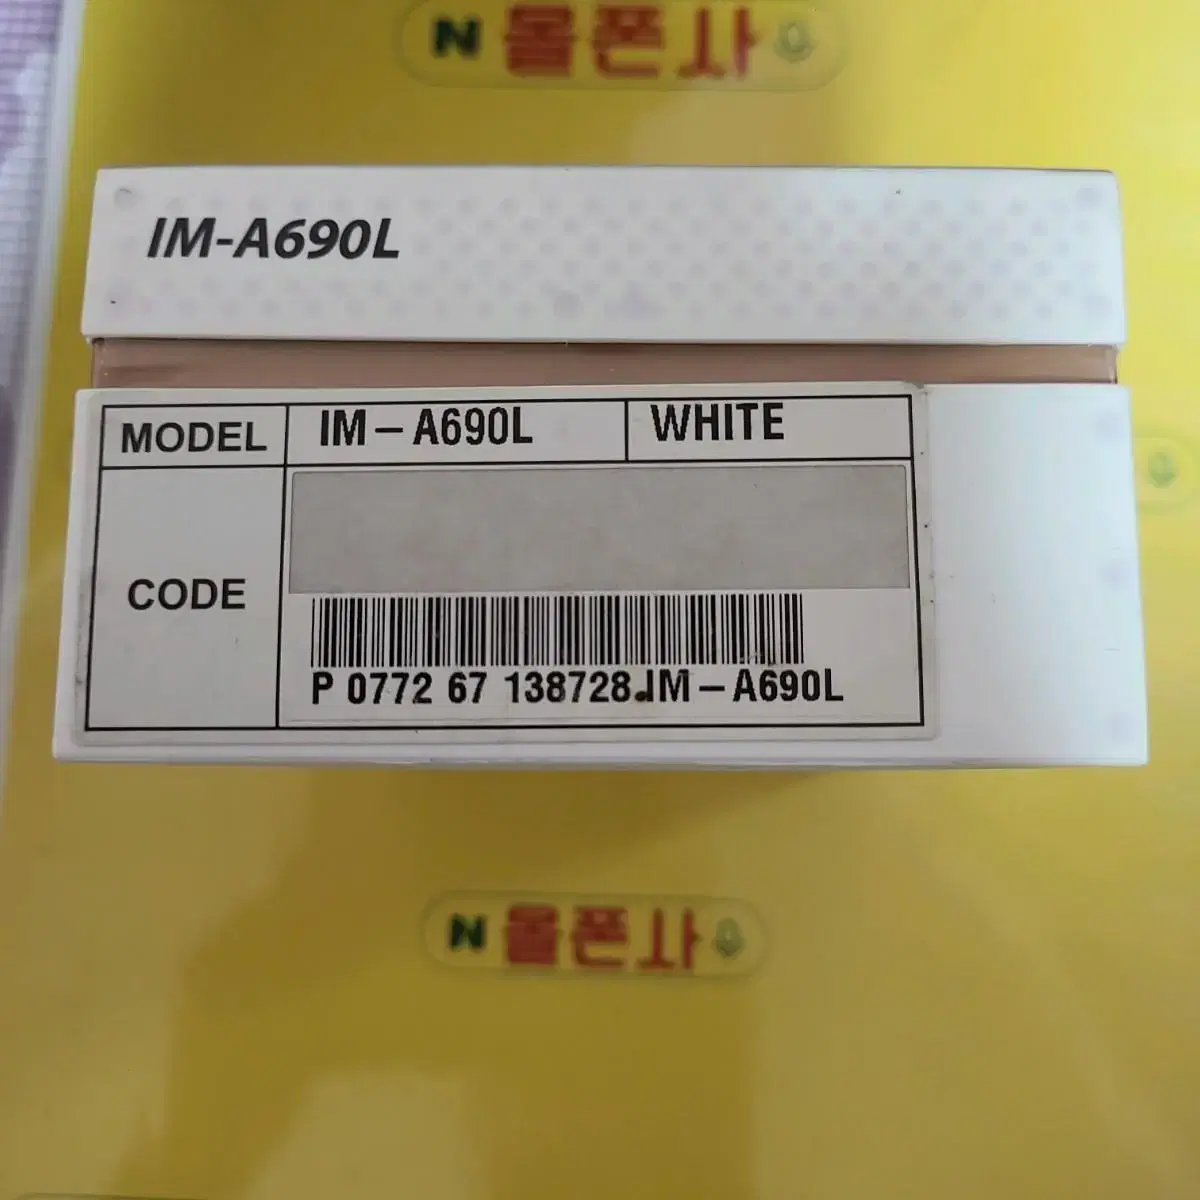 N 몰폰사
IM-A690L
MODEL IM-A690L WHITE
CODE
P 0772 67 138728.IM-A690L
N 몰폰사